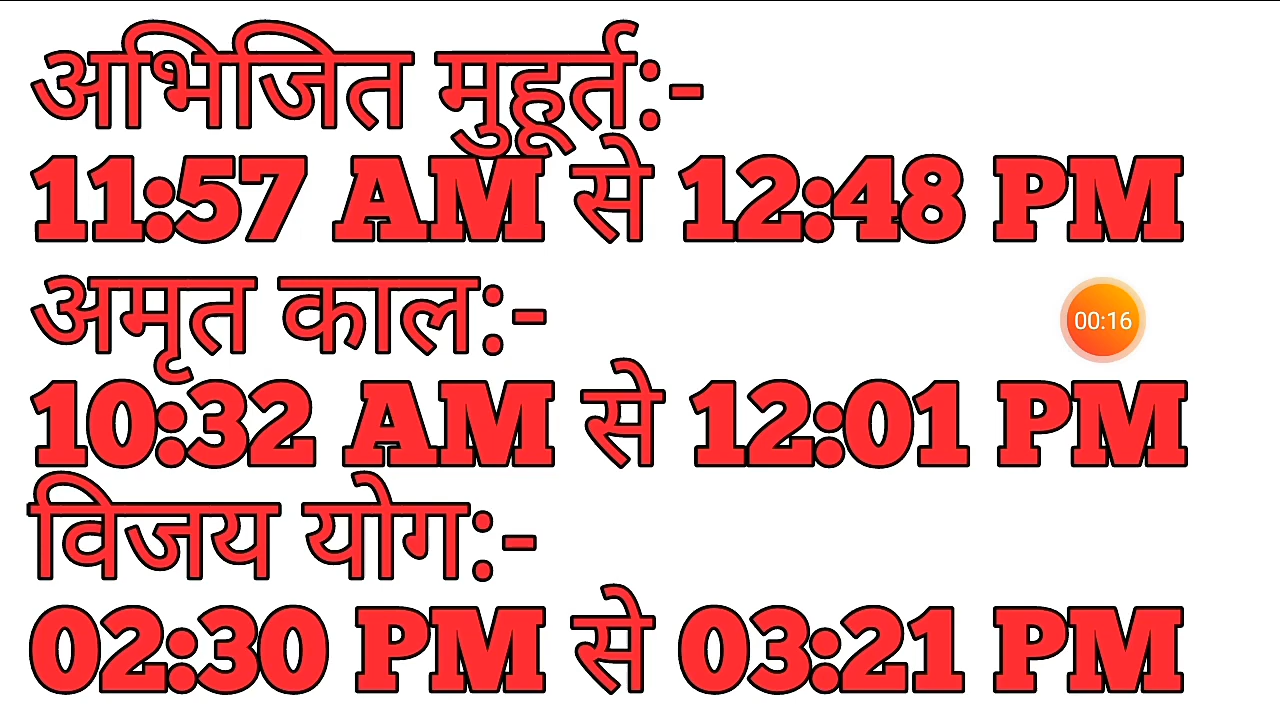 अभिजित मुहूर्त:-
11:57 AM से 12:48 PM
अमृत काल:-
00:16
10:32 AM से 12:01 PM
विजय योग:-
02:30 PM से 03:21 PM